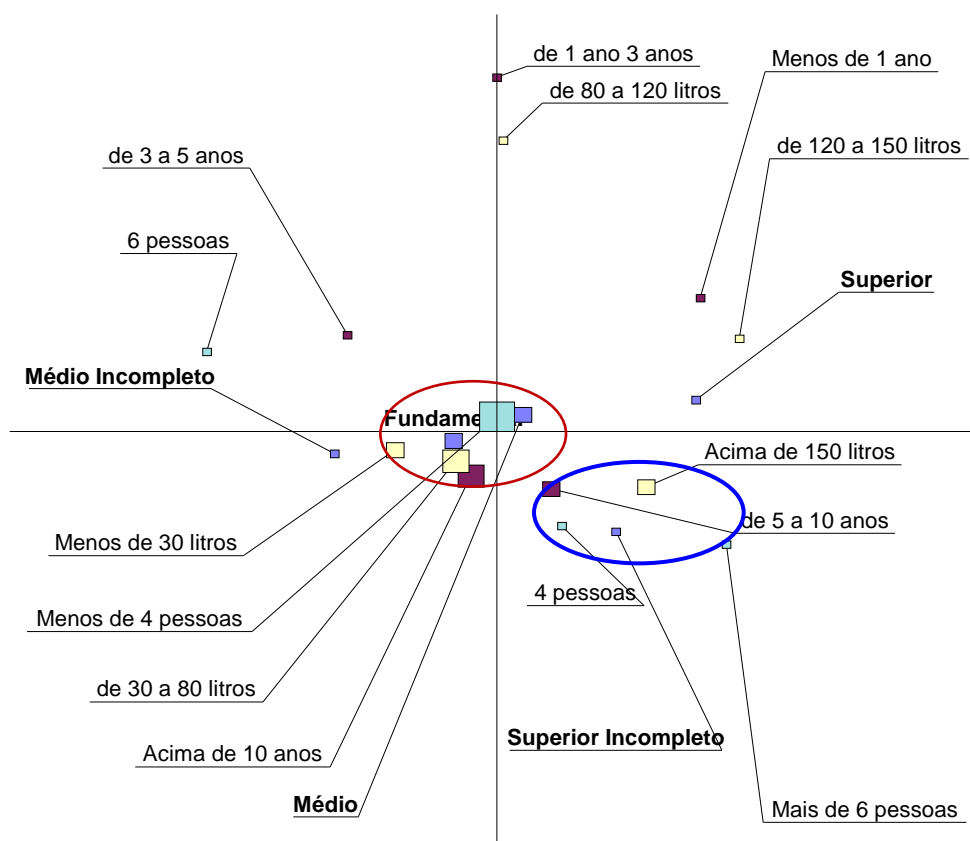 de 1 ano 3 anos
Menos de 1 ano
de 80 a 120 litros
de 3 a 5 anos
de 120 a 150 litros
6 pessoas
Superior
Médio Incompleto
Acima de 150 litros
de 5 a 10 anos
Menos de 30 litros
4 pessoas
Menos de 4 pessoas
de 30 a 80 litros
Superior Incompleto
Acima de 10 anos
Médio
Mais de 6 pessoas